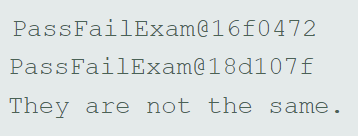 PassFailExam@16f0472
PassFailExam@18d107f
They are not the same.